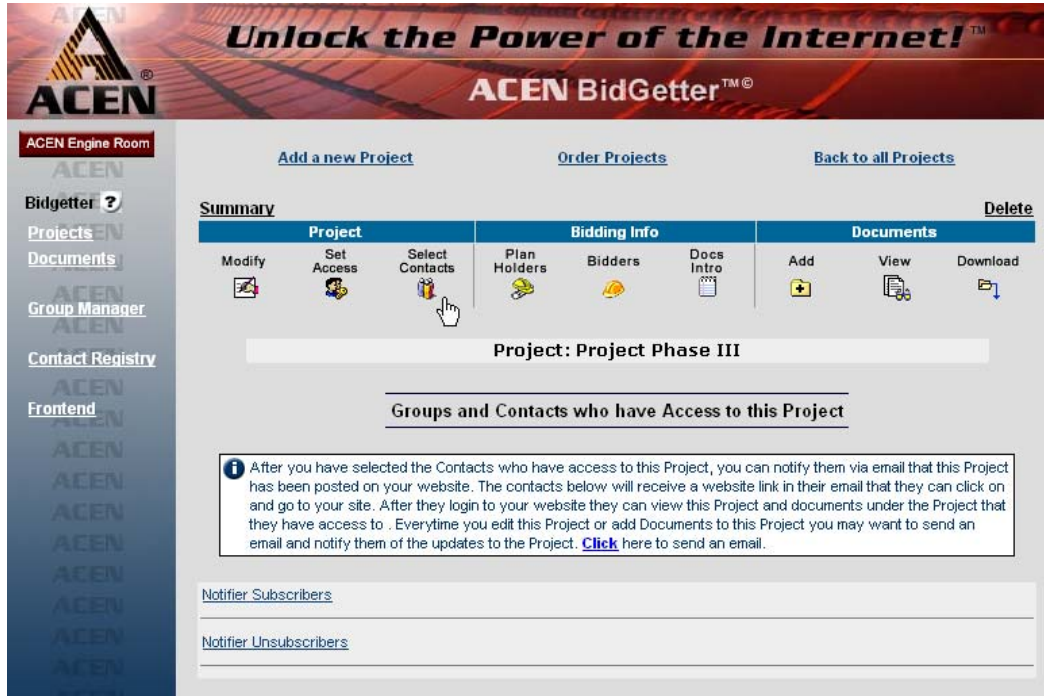 Unlock the Power of the Internet!™
ACEN®
ACEN BidGetter™©
ACEN Engine Room
Bidgetter ?
Projects
Documents
Group Manager
Contact Registry
Frontend
Add a new Project Order Projects Back to all Projects
Summary Delete
Project Bidding Info Documents
Modify Set Access Select Contacts Plan Holders Bidders Docs Intro Add View Download
Project: Project Phase III
Groups and Contacts who have Access to this Project
After you have selected the Contacts who have access to this Project, you can notify them via email that this Project
has been posted on your website. The contacts below will receive a website link in their email that they can click on
and go to your site. After they login to your website they can view this Project and documents under the Project that
they have access to . Everytime you edit this Project or add Documents to this Project you may want to send an
email and notify them of the updates to the Project. Click here to send an email.
Notifier Subscribers
Notifier Unsubscribers